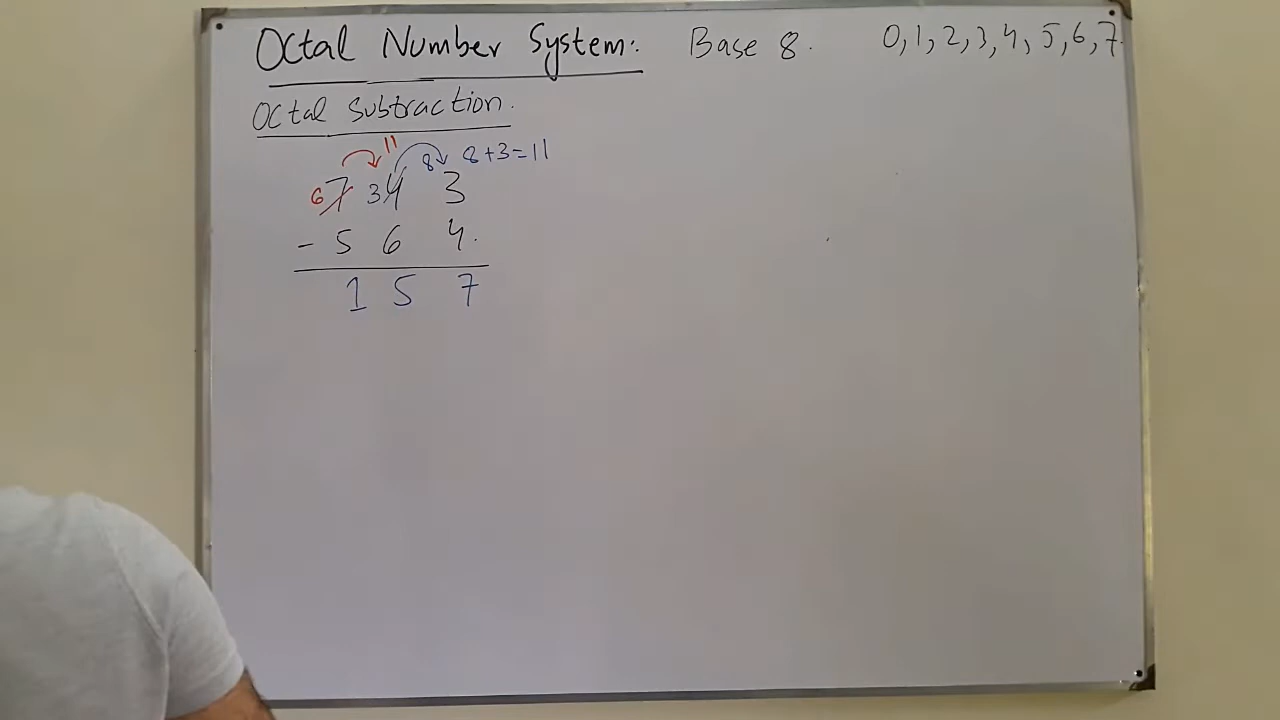 Octal Number System:. Base 8. 0,1,2,3,4,5,6,7.
Octal Subtraction.
11 8 8+3=11
6 7 3 4 3
- 5 6 4.
1 5 7